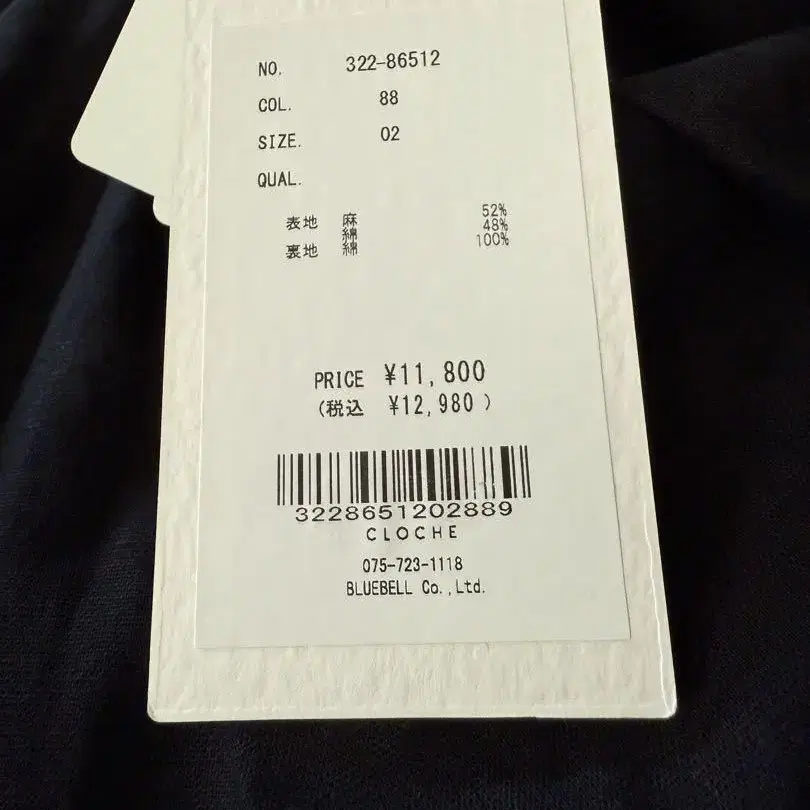 NO. 322-86512
COL. 88
SIZE. 02
QUAL.
表地 麻 52%
綿 48%
裏地 綿 100%
PRICE ¥11,800
(税込 ¥12,980 )
3228651202889
CLOCHE
075-723-1118
BLUEBELL Co.,Ltd.